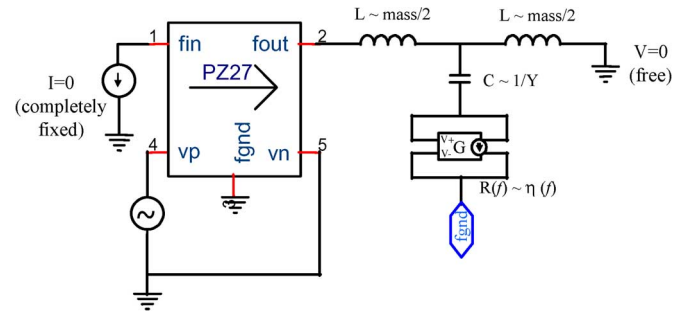 L ~ mass/2
L ~ mass/2
1
fin
fout
2
V=0
(free)
PZ27
I=0
(completely
fixed)
C ~ 1/Y
4
vp
fgnd
vn
5
V+
V-
G
3
R(f) ~ η (f)
fgnd